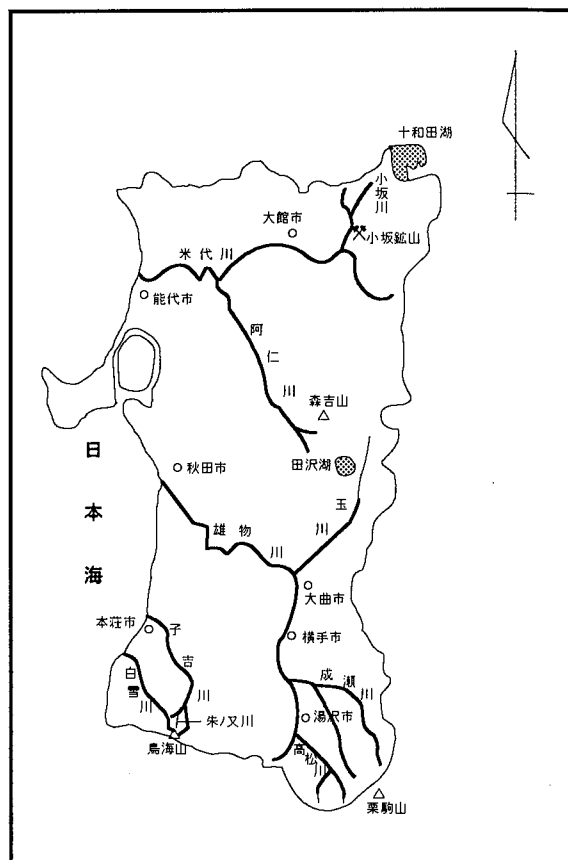 十和田湖
小坂川
大館市
小坂鉱山
米代川
能代市
阿仁川
森吉山
日本海
秋田市
田沢湖
玉川
雄物川
大曲市
本荘市
子吉川
横手市
白雪川
成瀬川
朱ノ又川
湯沢市
鳥海山
高松川
栗駒山